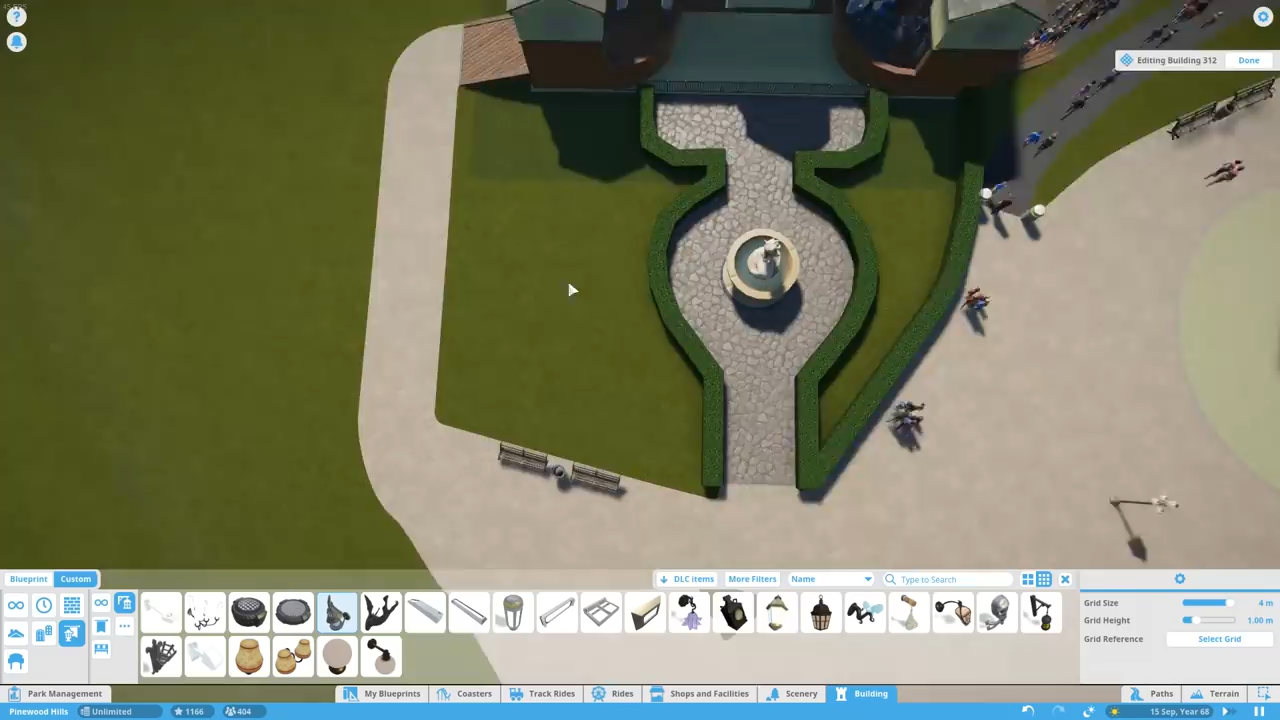 ?
Editing Building 312 Done
Blueprint Custom DLC items More Filters Name Type to Search
Grid Size 4 m
Grid Height 1.00 m
Grid Reference Select Grid
Park Management My Blueprints Coasters Track Rides Rides Shops and Facilities Scenery Building Paths Terrain
Pinewood Hills Unlimited 1166 404 15 Sep, Year 68